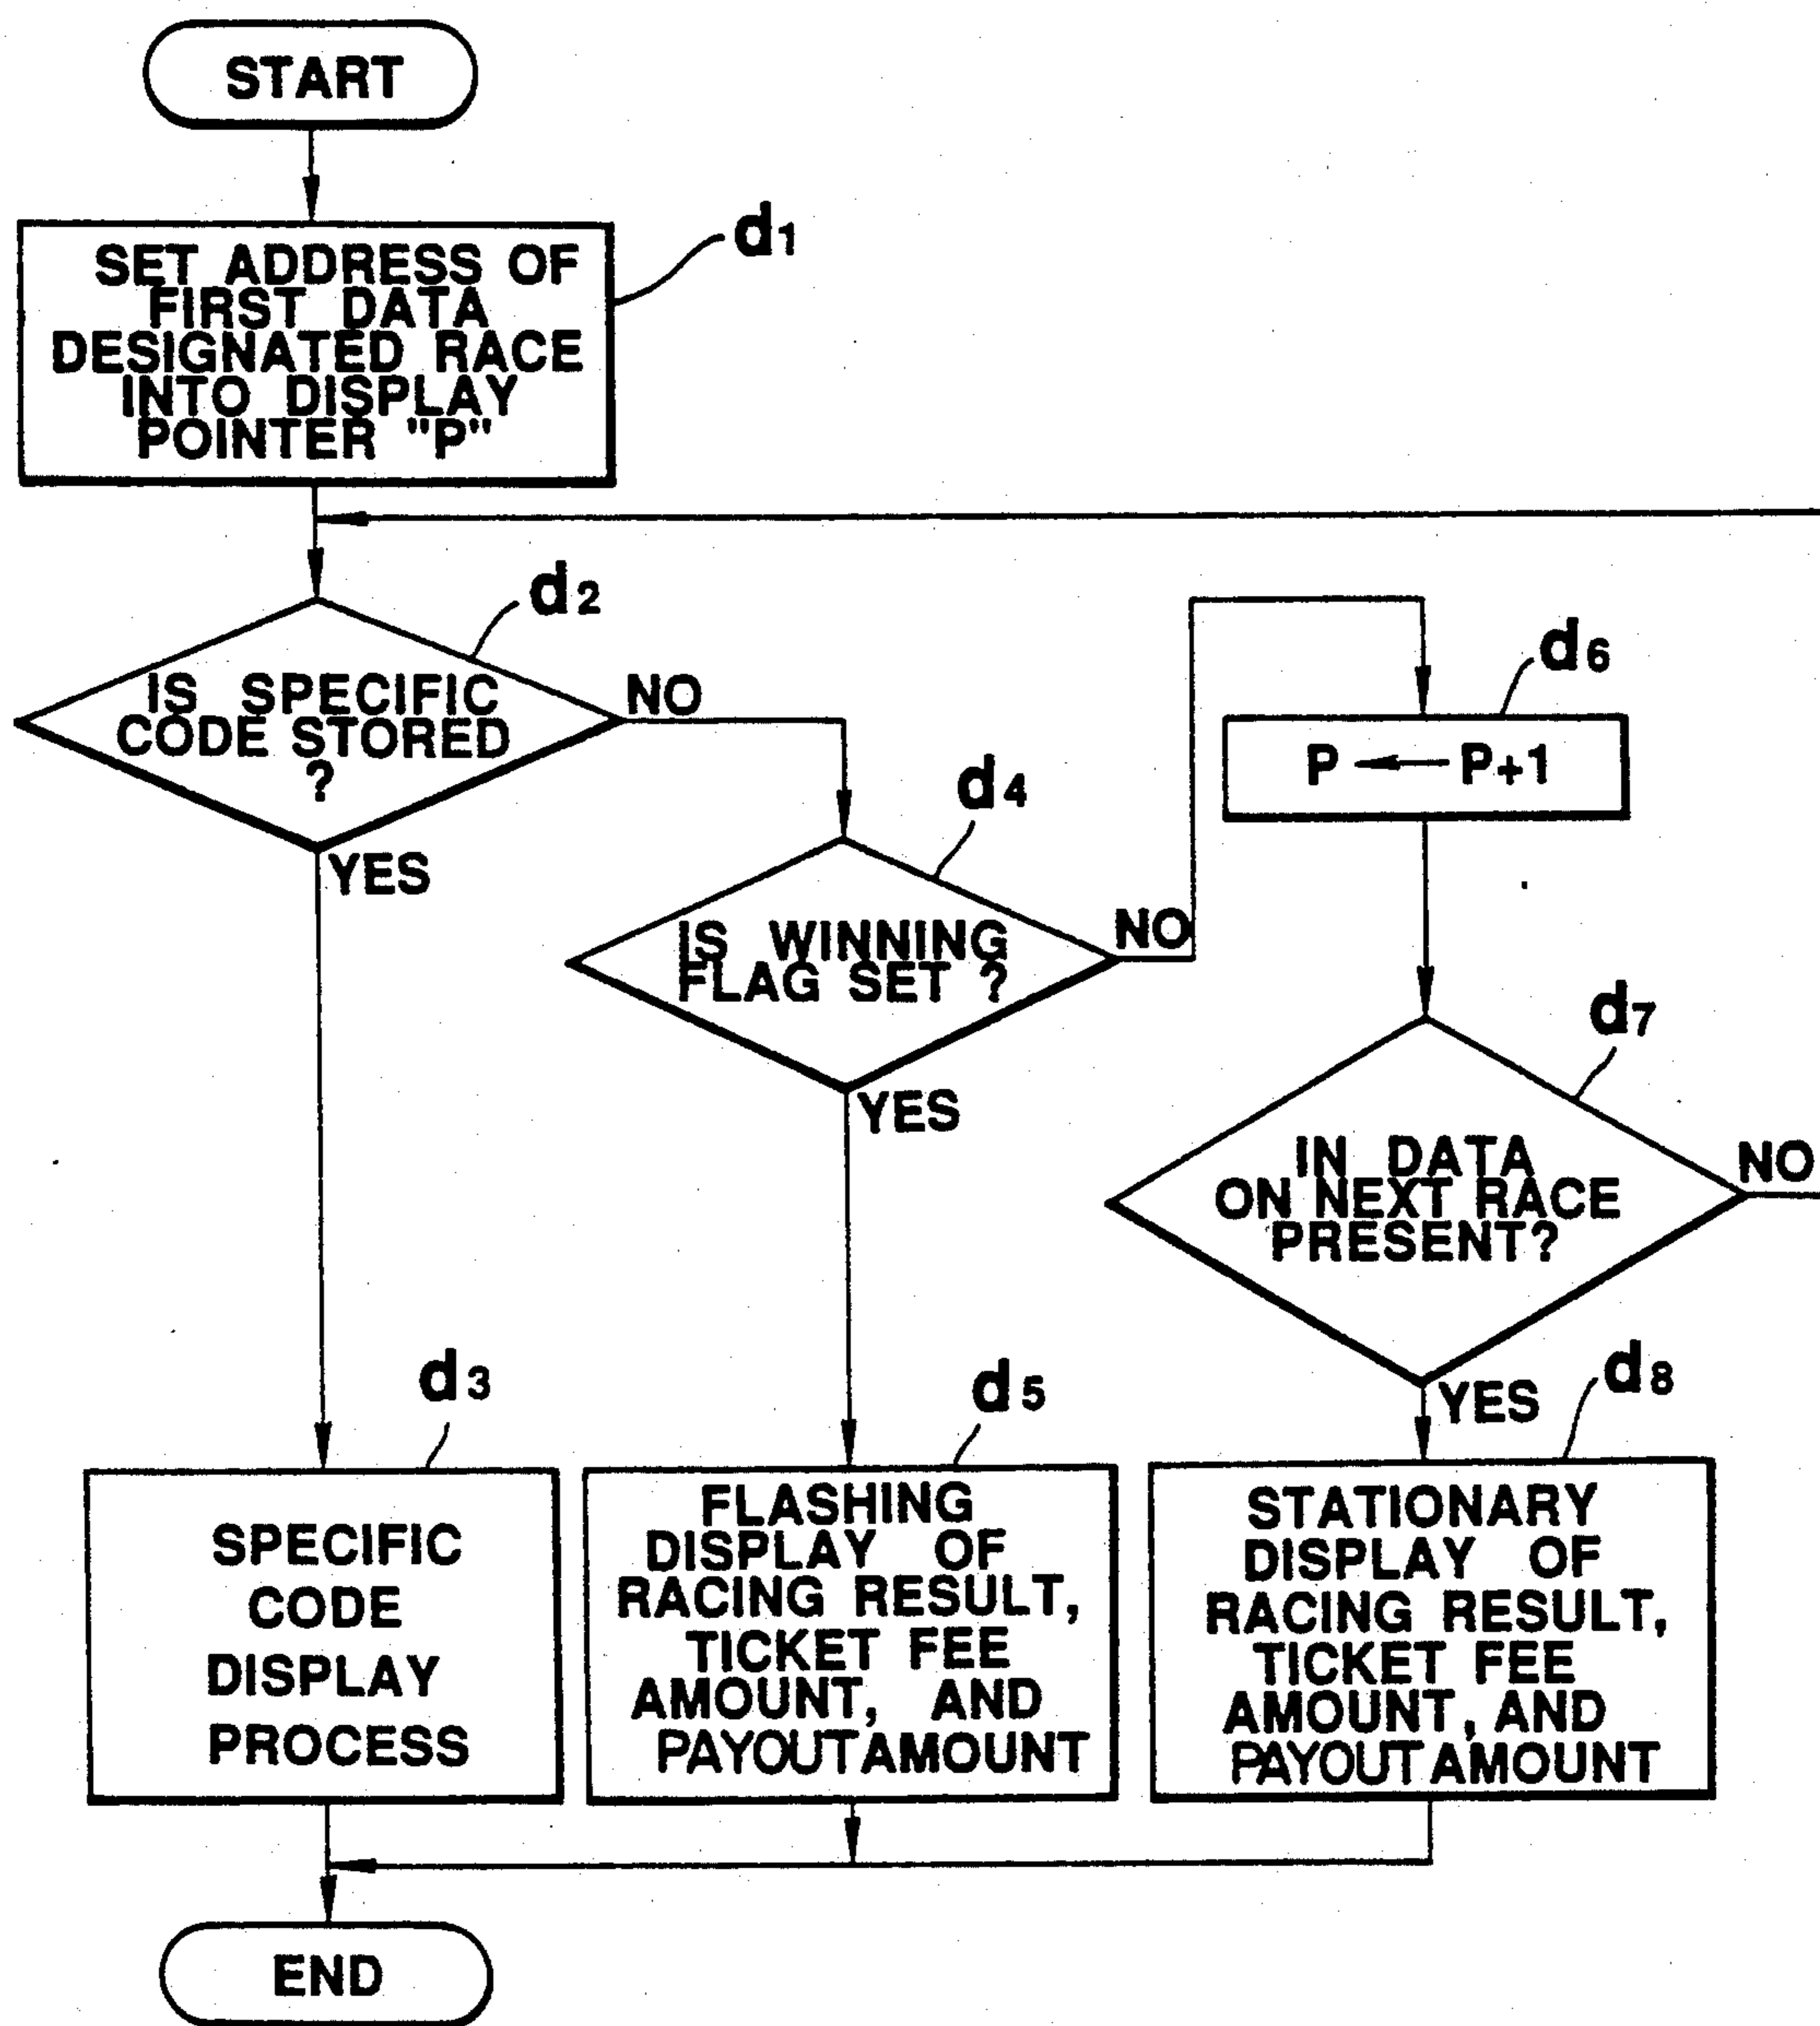 START
d1
SET ADDRESS OF
FIRST DATA
DESIGNATED RACE
INTO DISPLAY
POINTER "P"
d2
IS SPECIFIC
CODE STORED
?
NO
YES
d4
IS WINNING
FLAG SET ?
NO
YES
d6
P ← P+1
d7
IN DATA
ON NEXT RACE
PRESENT?
NO
YES
d3
SPECIFIC
CODE
DISPLAY
PROCESS
d5
FLASHING
DISPLAY OF
RACING RESULT,
TICKET FEE
AMOUNT, AND
PAYOUT AMOUNT
d8
STATIONARY
DISPLAY OF
RACING RESULT,
TICKET FEE
AMOUNT, AND
PAYOUT AMOUNT
END